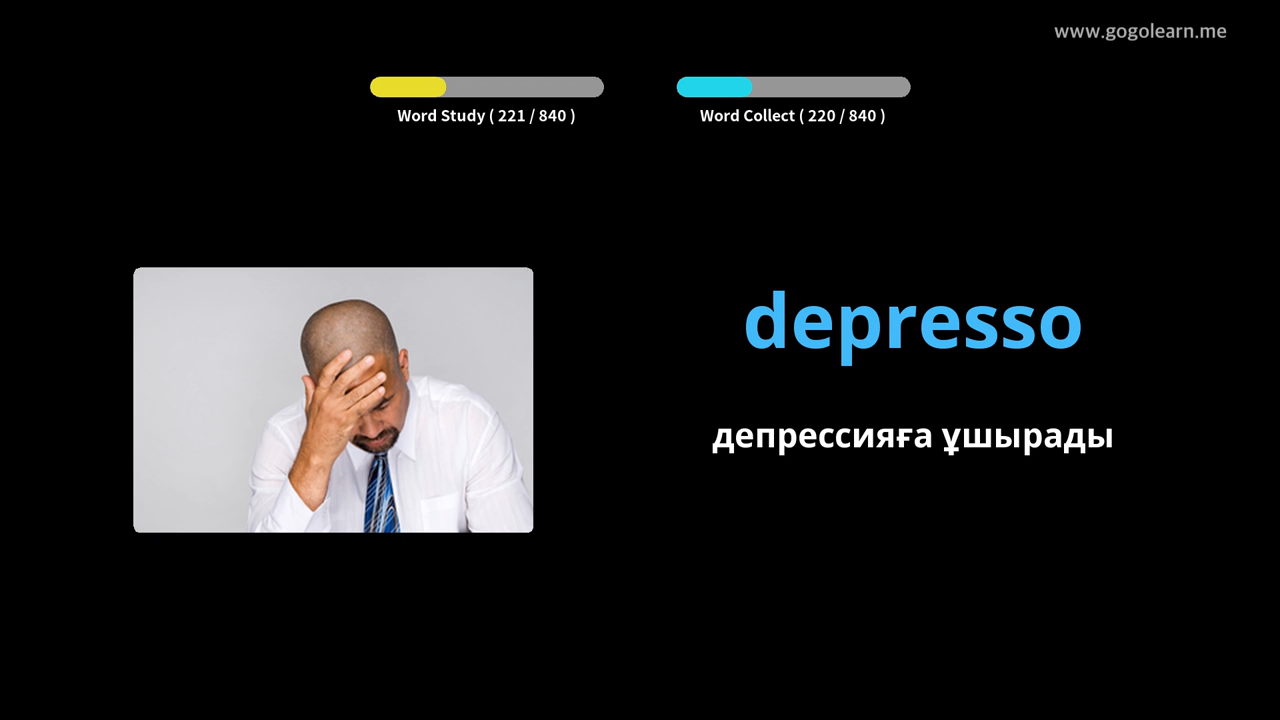 www.gogolearn.me
Word Study ( 221 / 840 )
Word Collect ( 220 / 840 )
depresso
депрессияға ұшырады